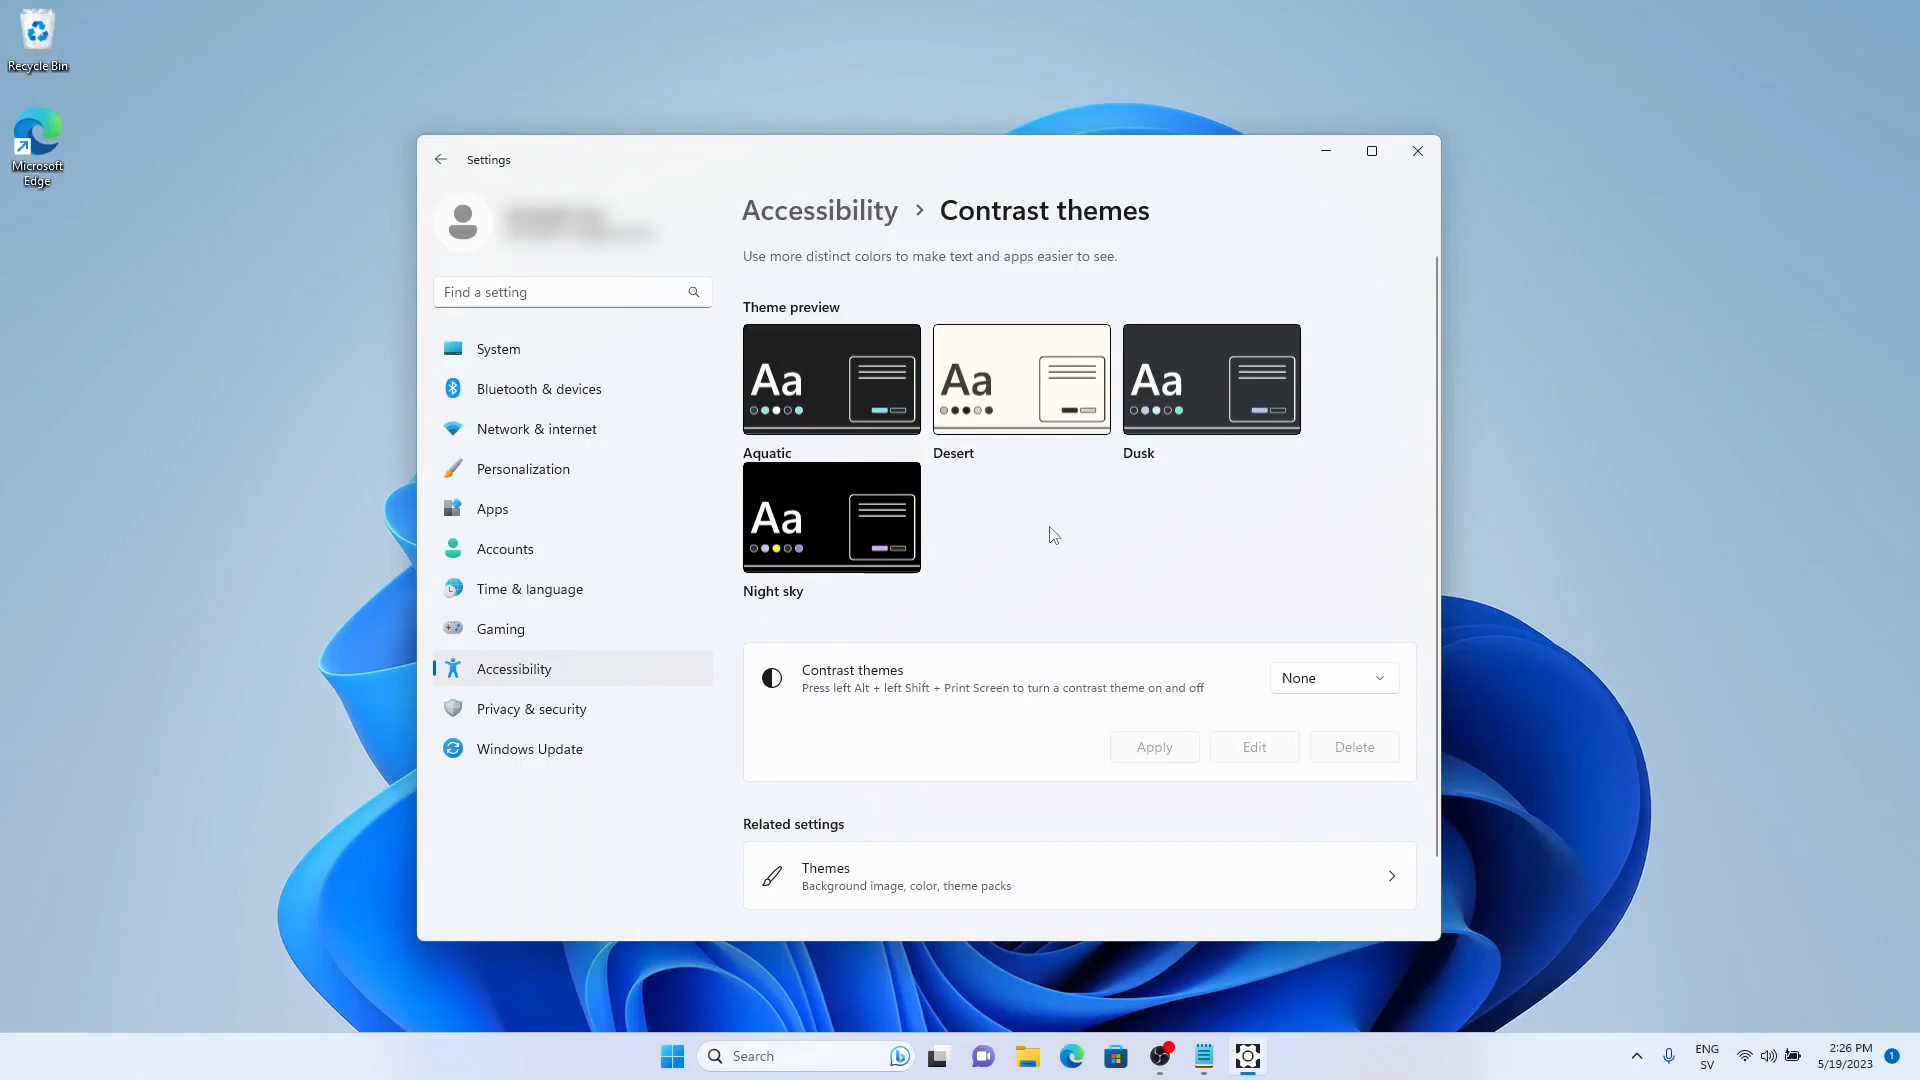 Recycle Bin
Microsoft
Edge
Settings
Find a setting
System
Bluetooth & devices
Network & internet
Personalization
Apps
Accounts
Time & language
Gaming
Accessibility
Privacy & security
Windows Update
Accessibility > Contrast themes
Use more distinct colors to make text and apps easier to see.
Theme preview
Aa
Aa
Aa
Aquatic
Desert
Dusk
Aa
Night sky
Contrast themes
Press left Alt + left Shift + Print Screen to turn a contrast theme on and off
None
Apply
Edit
Delete
Related settings
Themes
Background image, color, theme packs
Search
ENG
SV
2:26 PM
5/19/2023
1